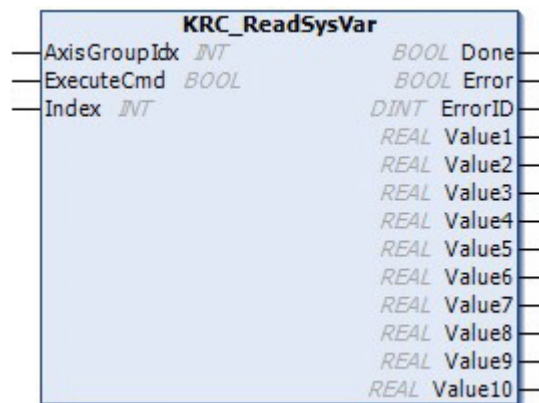 KRC_ReadSysVar
AxisGroupIdx INT BOOL Done
ExecuteCmd BOOL BOOL Error
Index INT DINT ErrorID
REAL Value1
REAL Value2
REAL Value3
REAL Value4
REAL Value5
REAL Value6
REAL Value7
REAL Value8
REAL Value9
REAL Value10